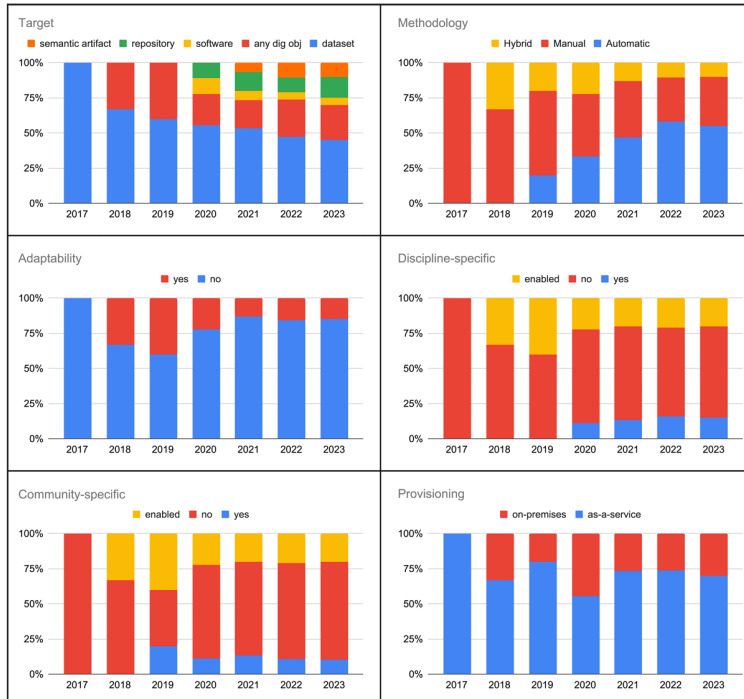 Target
semantic artifact repository software any dig obj dataset
100%
75%
50%
25%
0%
2017 2018 2019 2020 2021 2022 2023
Methodology
Hybrid Manual Automatic
100%
75%
50%
25%
0%
2017 2018 2019 2020 2021 2022 2023
Adaptability
yes no
100%
75%
50%
25%
0%
2017 2018 2019 2020 2021 2022 2023
Discipline-specific
enabled no yes
100%
75%
50%
25%
0%
2017 2018 2019 2020 2021 2022 2023
Community-specific
enabled no yes
100%
75%
50%
25%
0%
2017 2018 2019 2020 2021 2022 2023
Provisioning
on-premises as-a-service
100%
75%
50%
25%
0%
2017 2018 2019 2020 2021 2022 2023